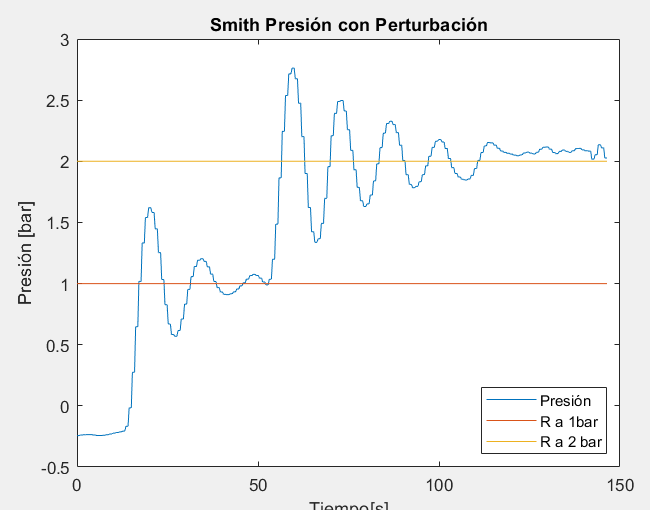 Smith Presión con Perturbación
3
2.5
2
1.5
1
0.5
0
-0.5
Presión [bar]
0
50
100
150
Tiempo[s]
Presión
R a 1bar
R a 2 bar